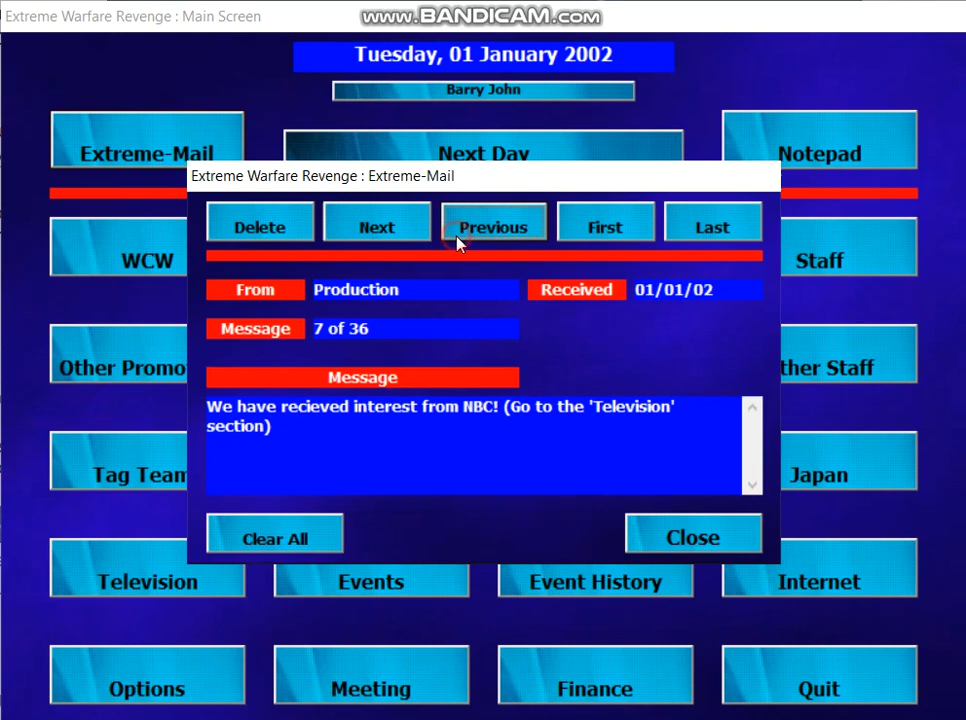 Extreme Warfare Revenge : Main Screen
www.BANDICAM.com
Tuesday, 01 January 2002
Barry John
Extreme-Mail
Next Day
Notepad
Extreme Warfare Revenge : Extreme-Mail
Delete
Next
Previous
First
Last
WCW
Staff
From
Production
Received
01/01/02
Message
7 of 36
Other Promo
ther Staff
Message
We have recieved interest from NBC! (Go to the 'Television'
section)
Tag Team
Japan
Clear All
Close
Television
Events
Event History
Internet
Options
Meeting
Finance
Quit